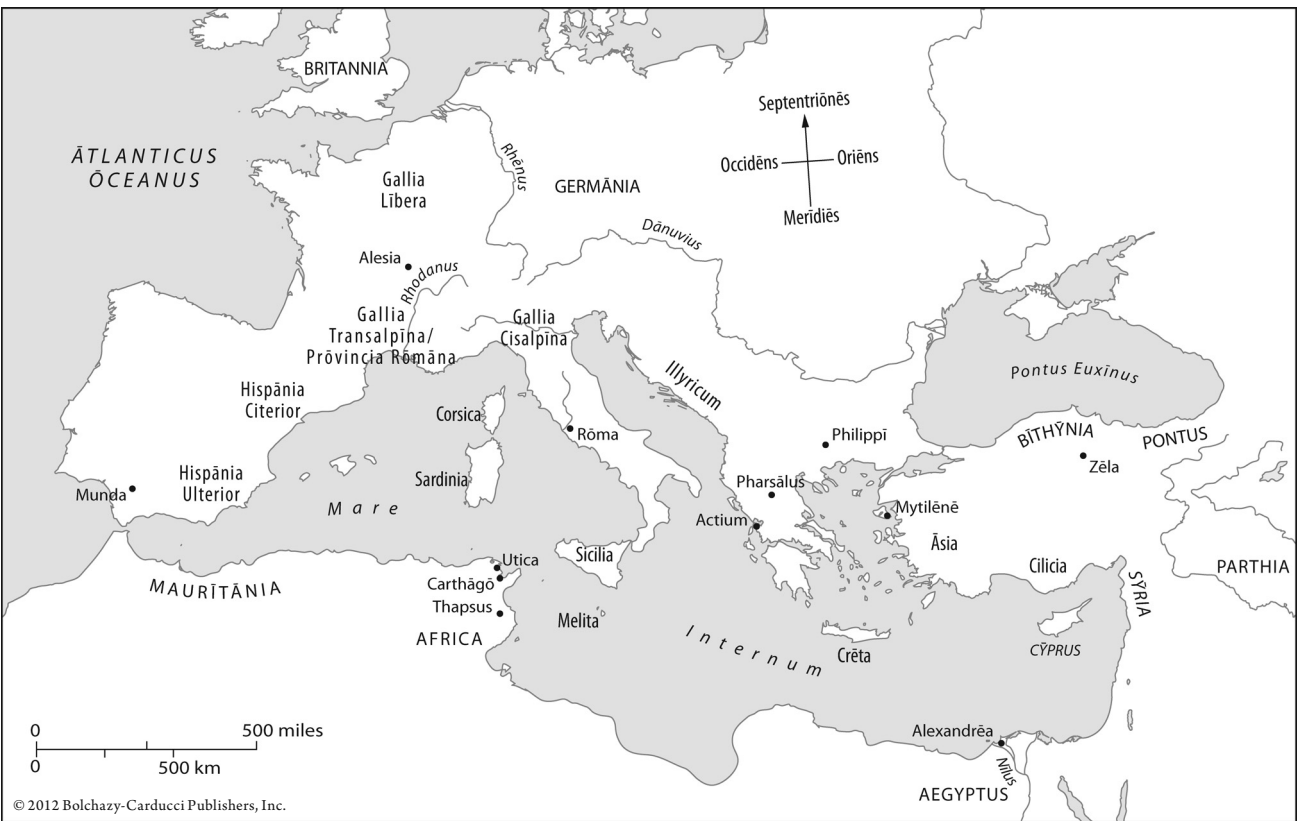 BRITANNIA
Septentriōnēs
ĀTLANTICUS
ŌCEANUS
Rhēnus
Occidēns
Oriēns
Gallia
Lībera
GERMĀNIA
Merīdiēs
Dānuvius
Alesia
Rhodanus
Gallia
Transalpīna/
Prōvincia Rōmāna
Gallia
Cisalpīna
Illyricum
Pontus Euxīnus
Hispānia
Citerior
Corsica
Rōma
Philippī
BĪTHȲNIA
PONTUS
Zēla
Hispānia
Ulterior
Munda
Sardinia
Pharsālus
Mare
Mytilēnē
Actium
Āsia
Utica
Sicilia
Cilicia
PARTHIA
MAURĪTĀNIA
Carthāgō
SȲRIA
Thapsus
Melita
AFRICA
Internum
Crēta
CȲPRUS
0 500 miles
0 500 km
Alexandrēa
Nīlus
AEGYPTUS
© 2012 Bolchazy-Carducci Publishers, Inc.